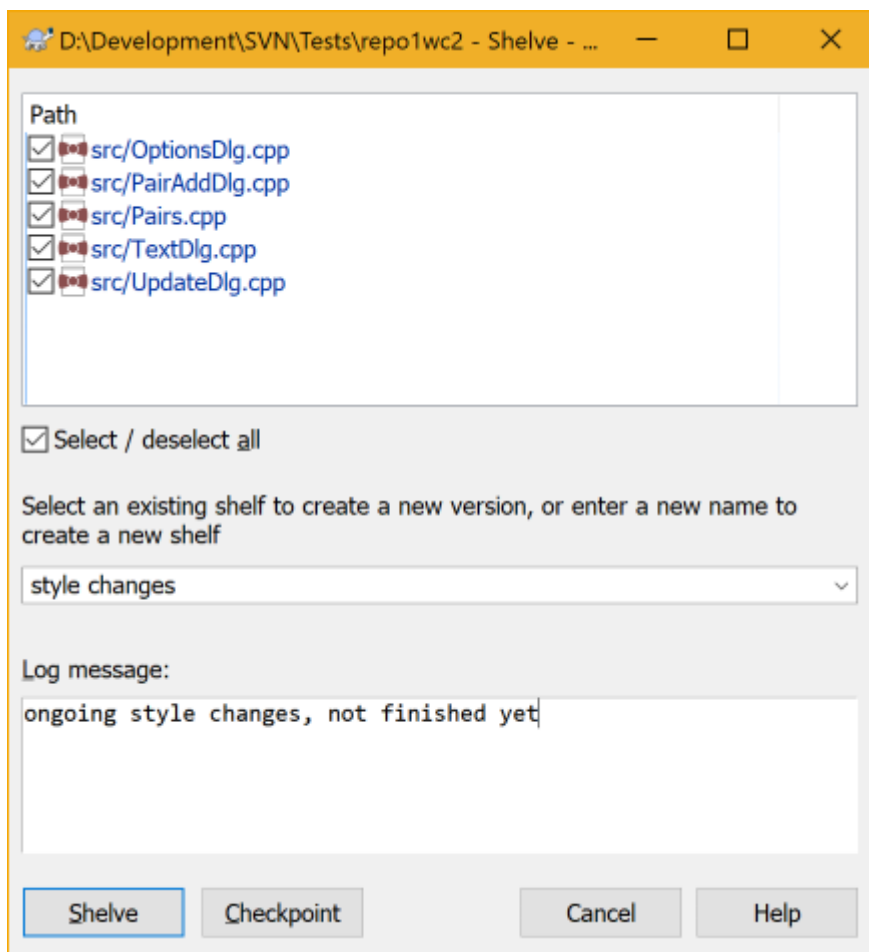 D:\Development\SVN\Tests\repo1wc2 - Shelve - ...
Path
src/OptionsDlg.cpp
src/PairAddDlg.cpp
src/Pairs.cpp
src/TextDlg.cpp
src/UpdateDlg.cpp
Select / deselect all
Select an existing shelf to create a new version, or enter a new name to
create a new shelf
style changes
Log message:
ongoing style changes, not finished yet
Shelve Checkpoint Cancel Help